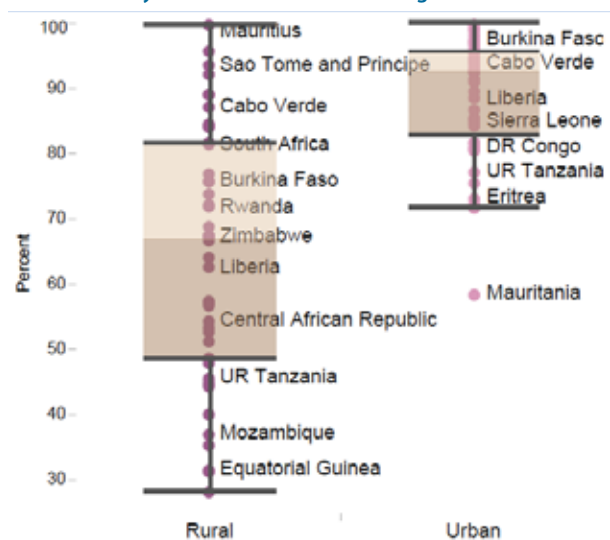 100
90
80
70
60
50
40
30
Percent
Mauritius
Sao Tome and Principe
Cabo Verde
South Africa
Burkina Faso
Rwanda
Zimbabwe
Liberia
Central African Republic
UR Tanzania
Mozambique
Equatorial Guinea
Burkina Faso
Cabo Verde
Liberia
Sierra Leone
DR Congo
UR Tanzania
Eritrea
Mauritania
Rural
Urban